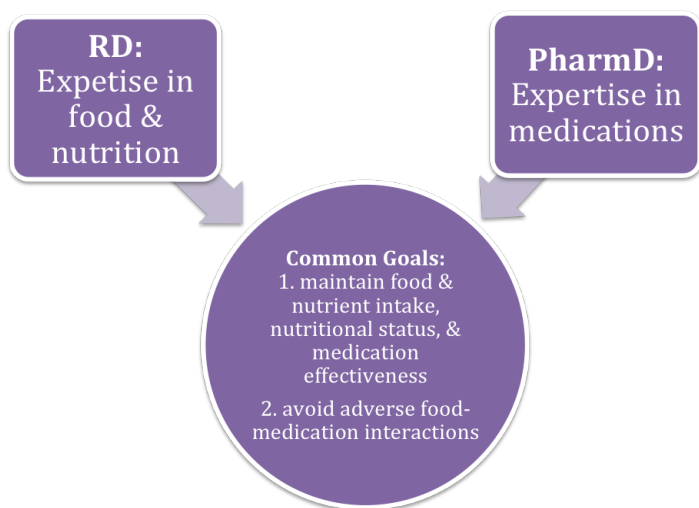 RD:
Expetise in
food &
nutrition
PharmD:
Expertise in
medications
Common Goals:
1. maintain food &
nutrient intake,
nutritional status, &
medication
effectiveness
2. avoid adverse food-
medication interactions